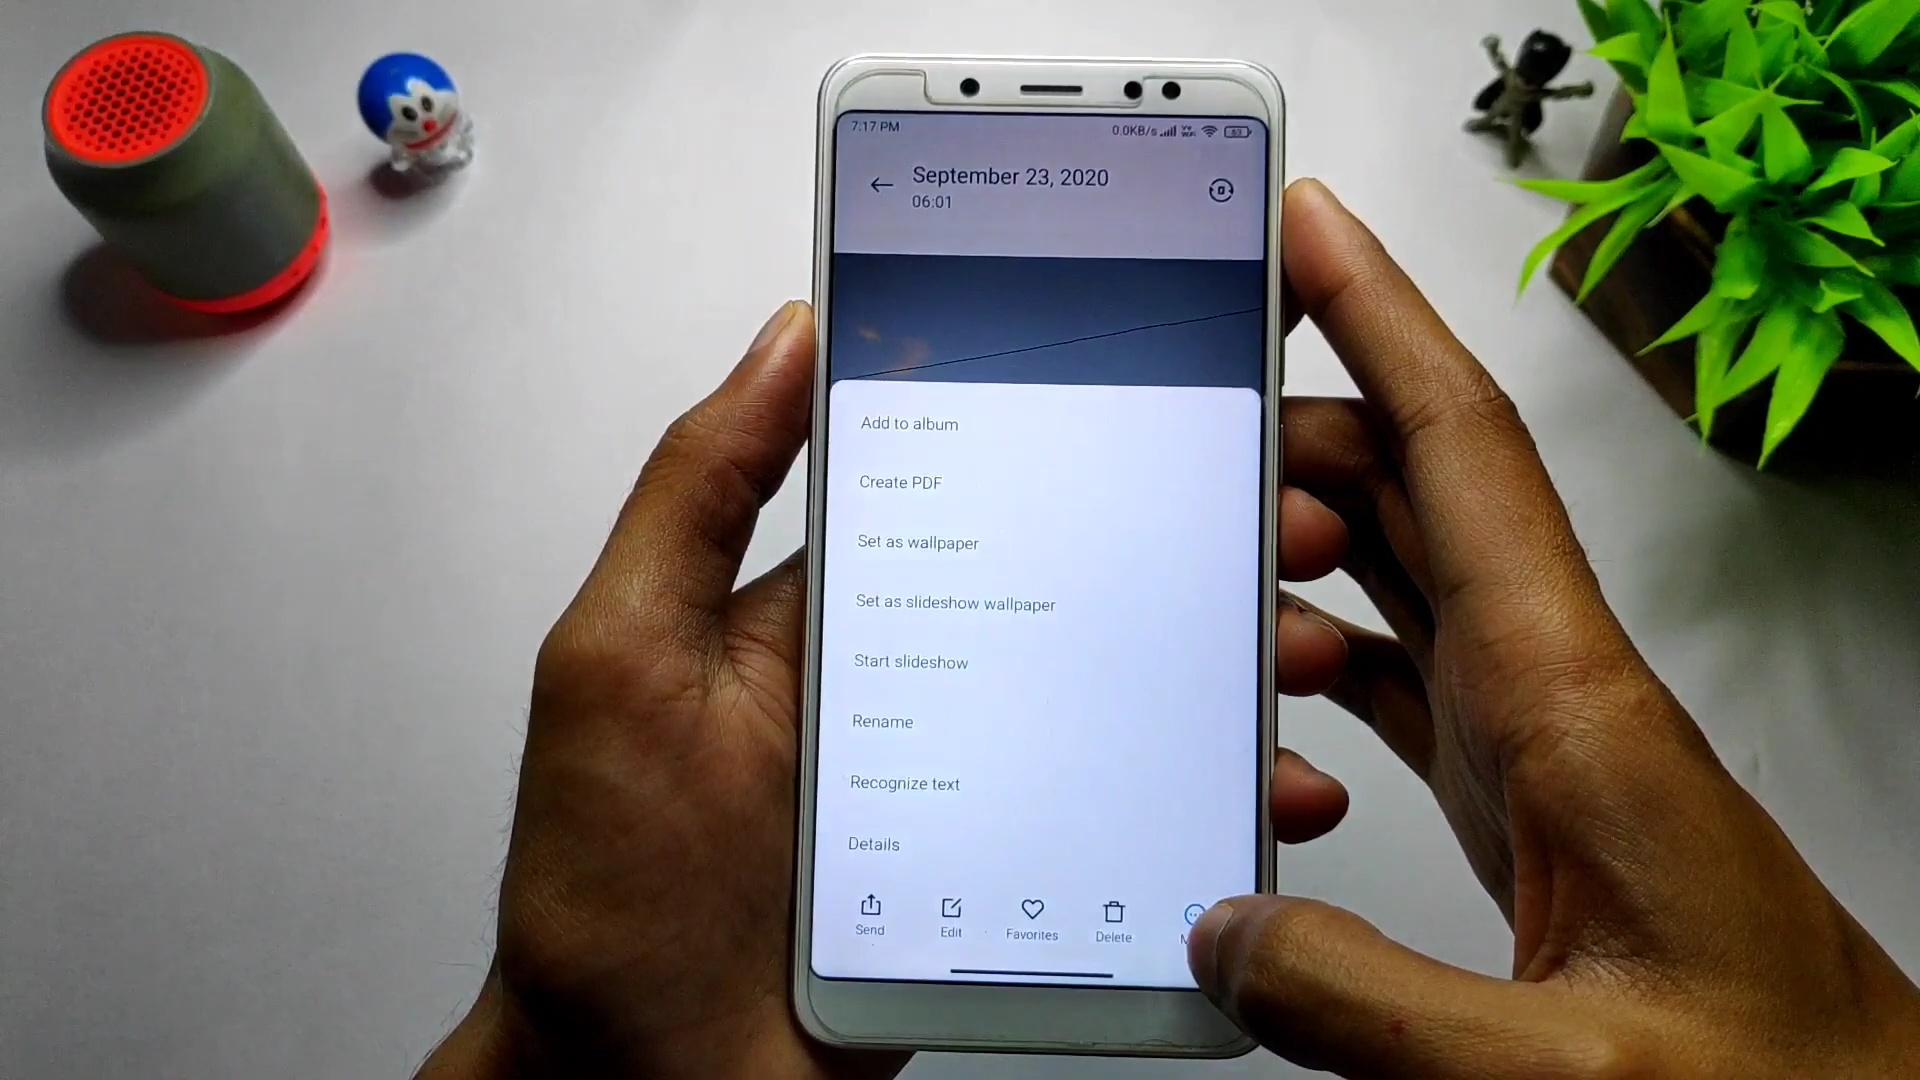 7:17 PM 0.0KB/s 53
September 23, 2020
06:01
Add to album
Create PDF
Set as wallpaper
Set as slideshow wallpaper
Start slideshow
Rename
Recognize text
Details
Send Edit Favorites Delete